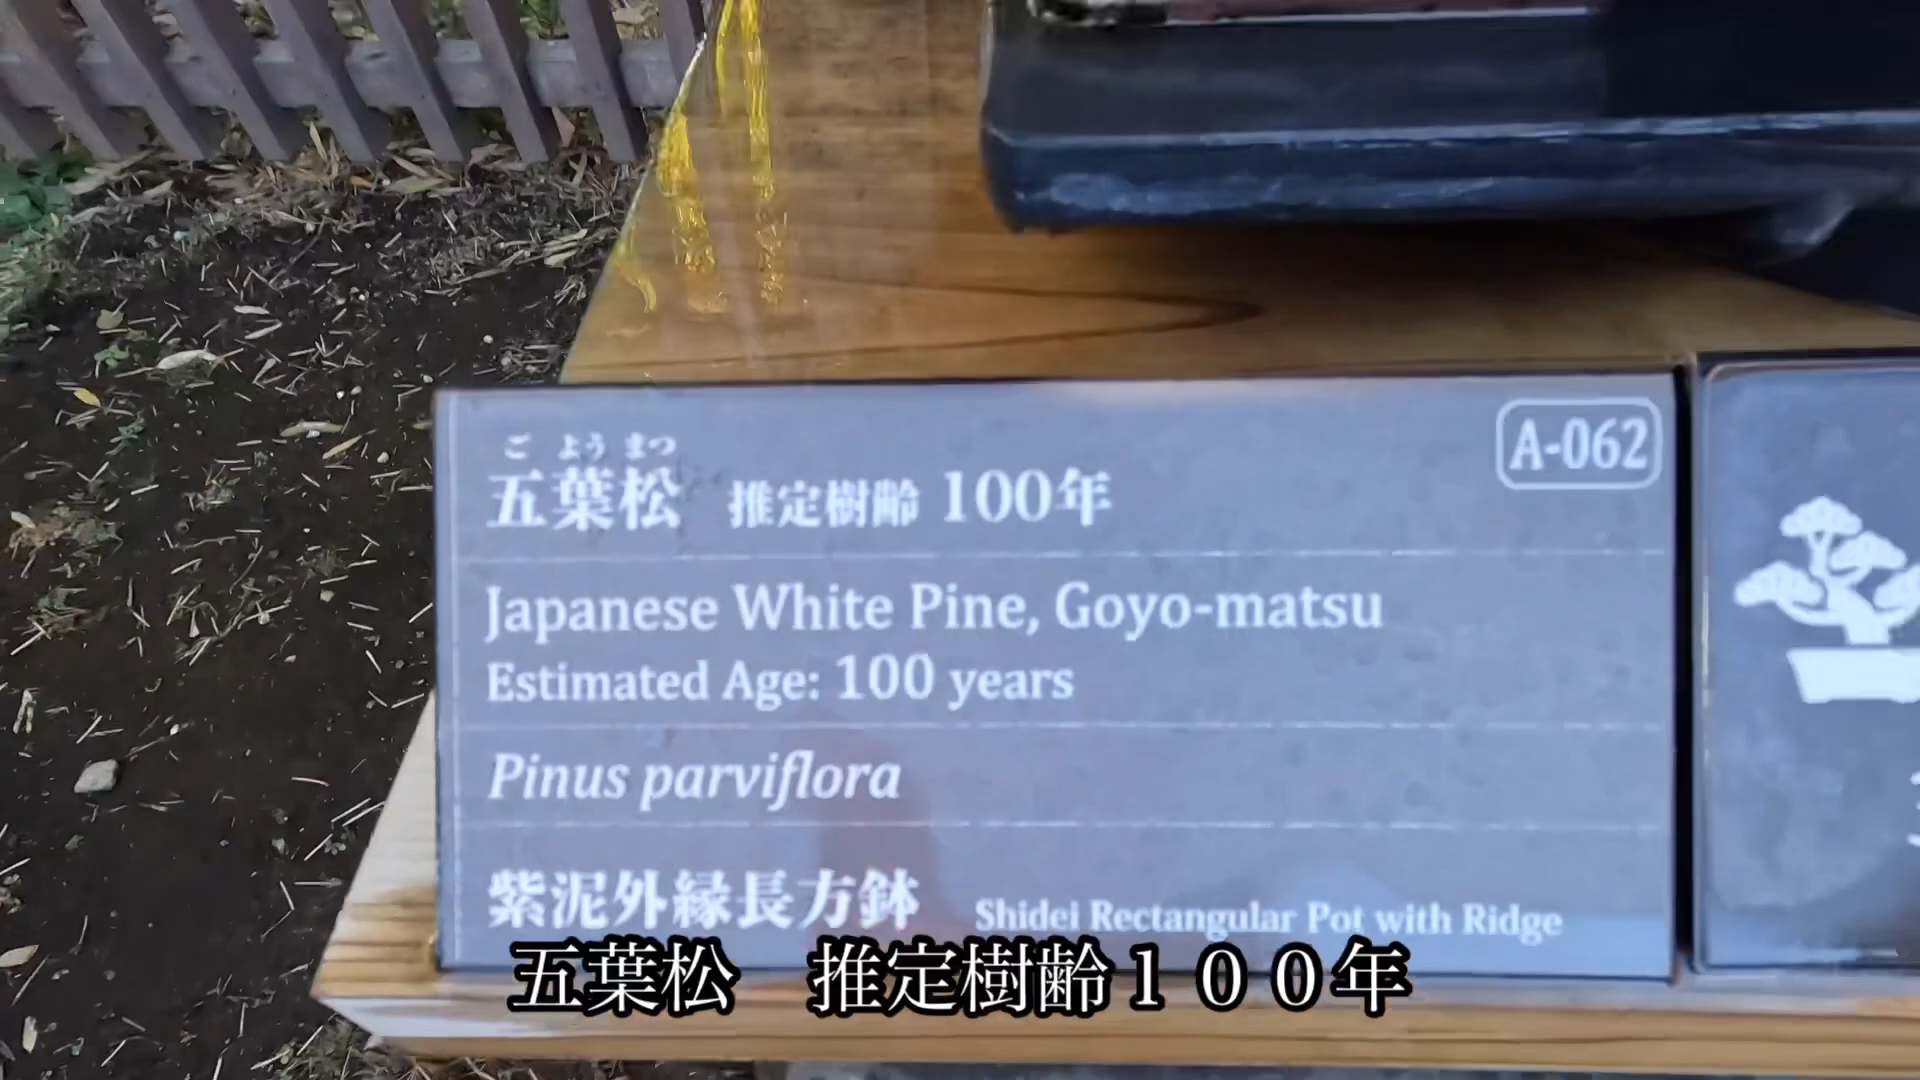 A-062
ご よう まつ
五葉松 推定樹齢 100年
Japanese White Pine, Goyo-matsu
Estimated Age: 100 years
Pinus parviflora
紫泥外縁長方鉢 Shidei Rectangular Pot with Ridge
五葉松 推定樹齢１００年